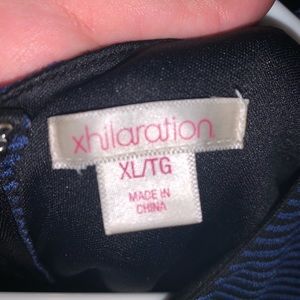 xhilaration
XL/TG
MADE IN
CHINA